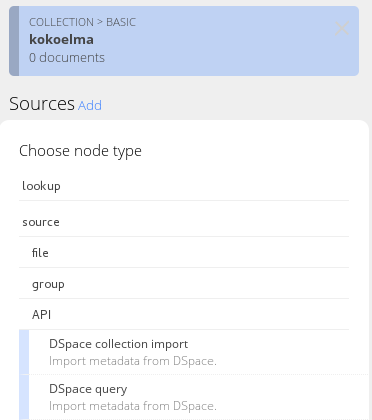 COLLECTION > BASIC
kokoelma
0 documents
Sources Add
Choose node type
lookup
source
file
group
API
DSpace collection import
Import metadata from DSpace.
DSpace query
Import metadata from DSpace.